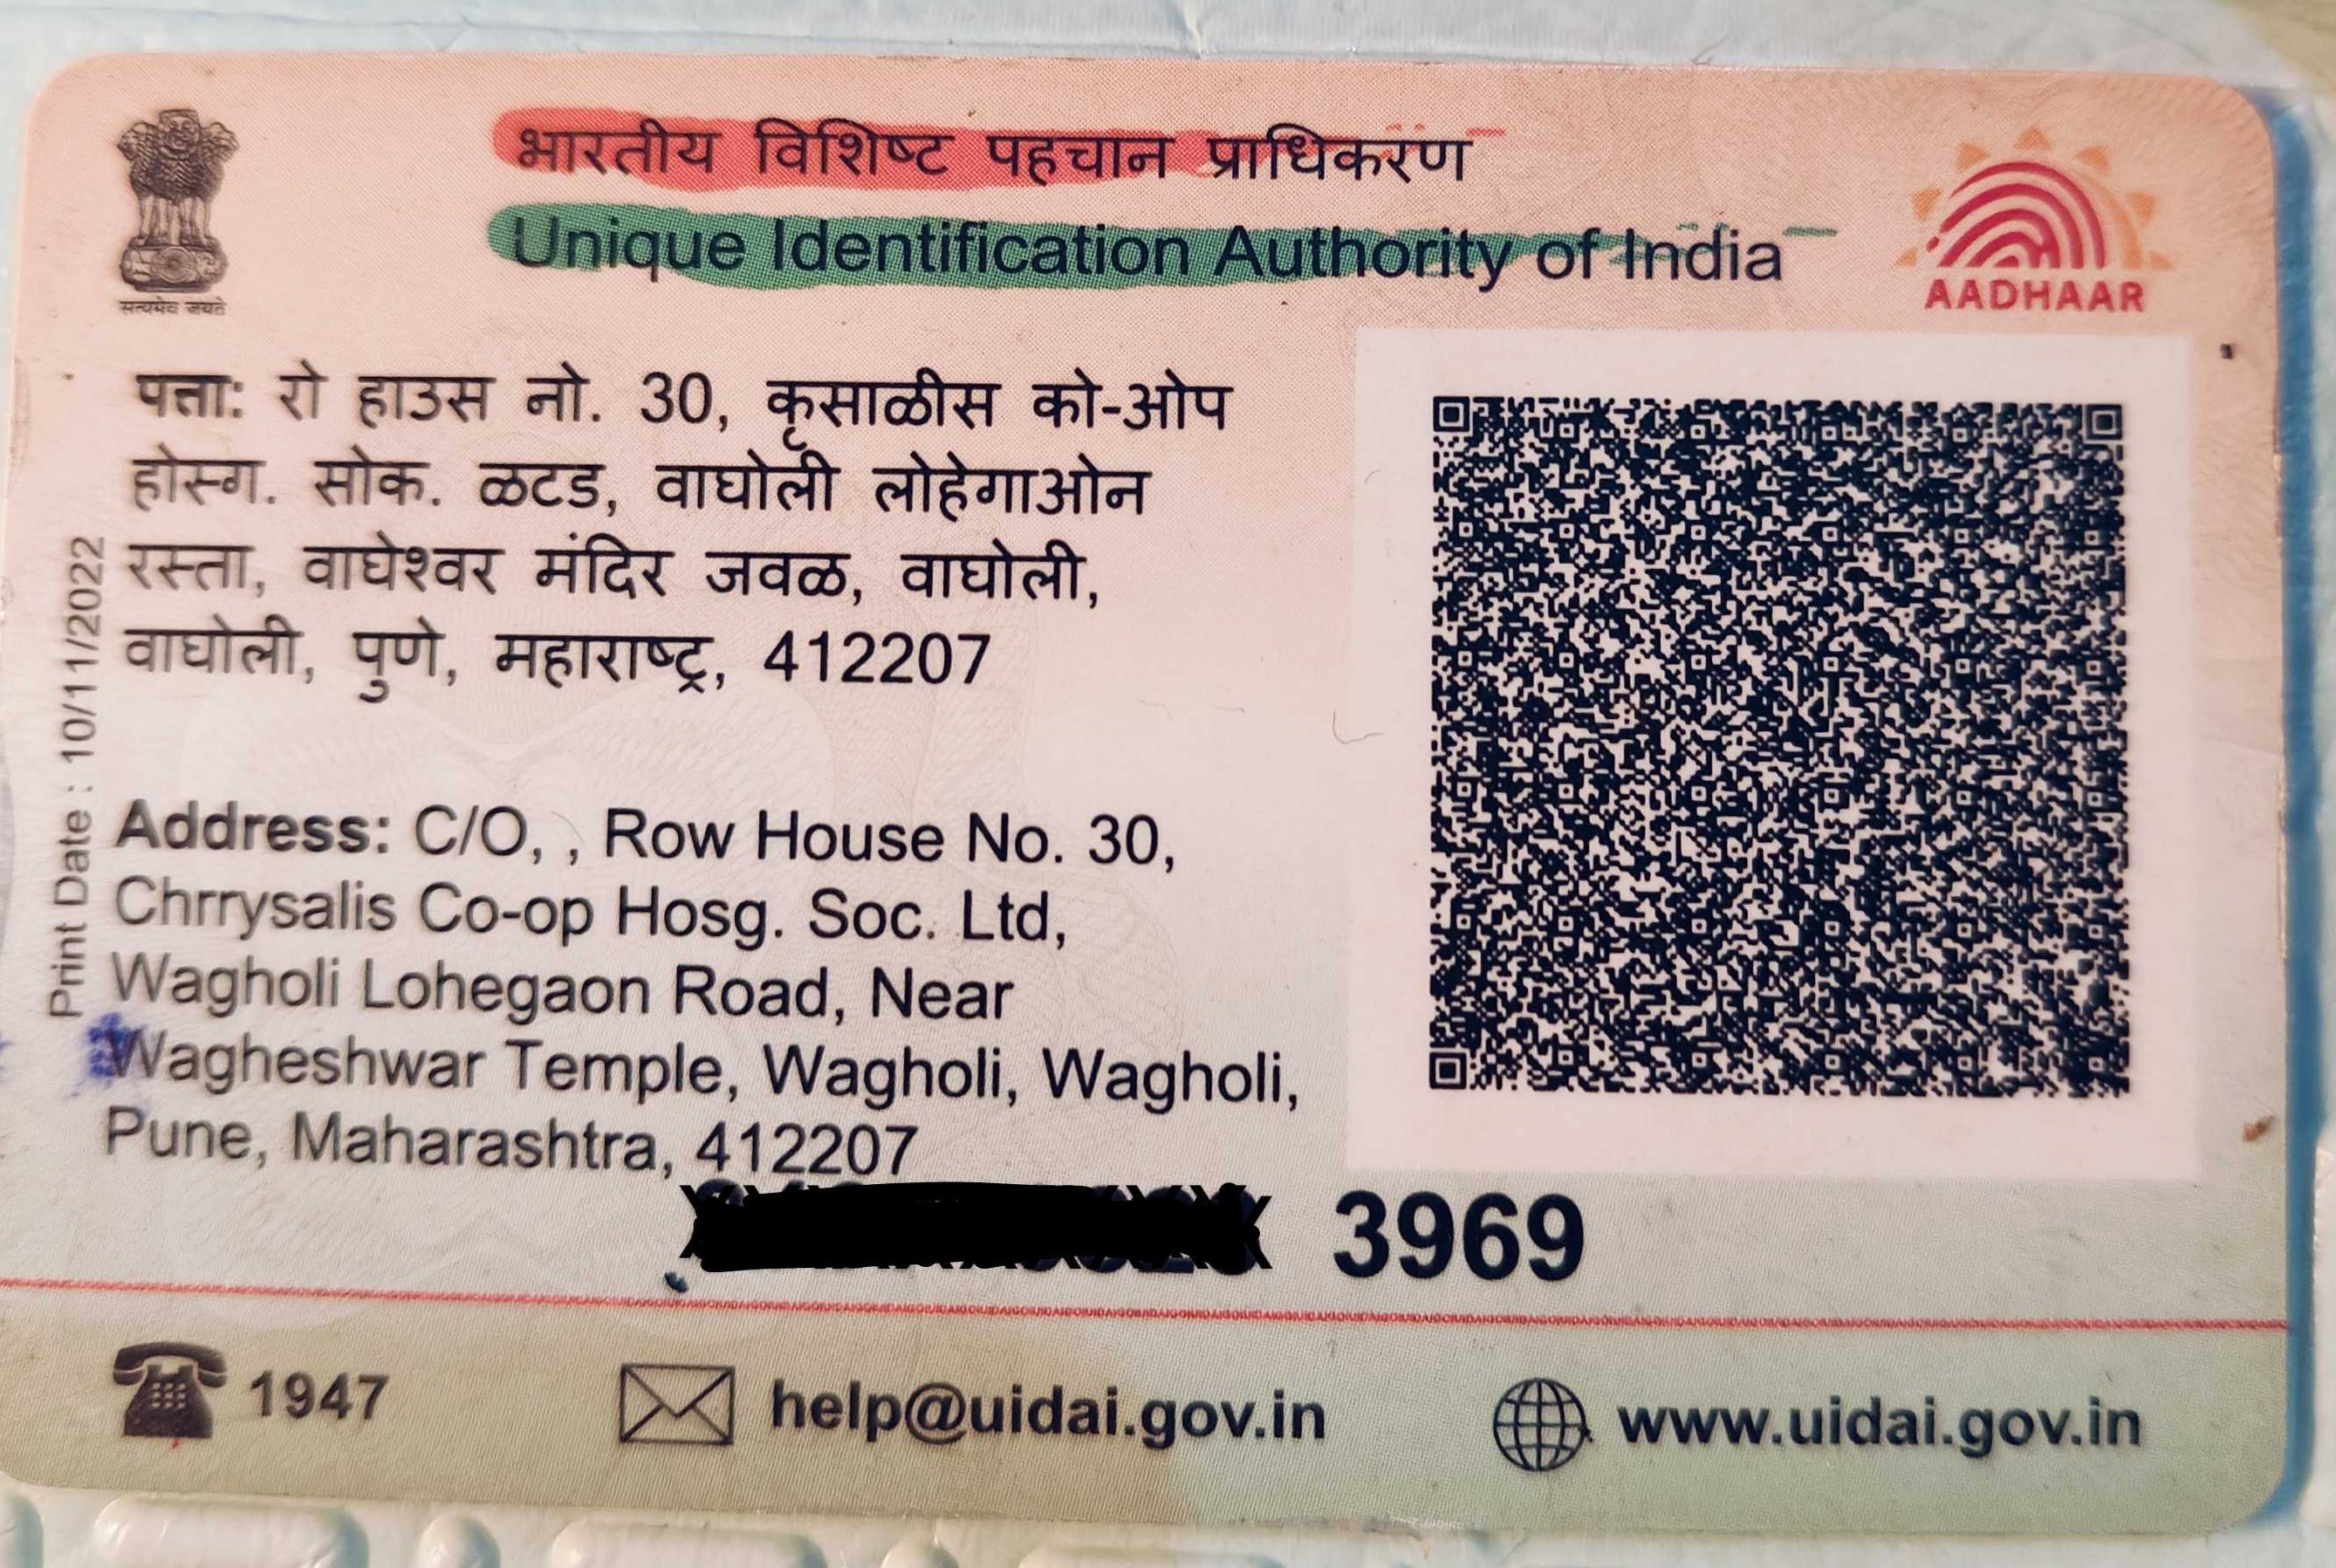 भारतीय विशिष्ट पहचान प्राधिकरण
Unique Identification Authority of India
सत्यमेव जयते
AADHAAR
पत्ता: रो हाउस नो. 30, कृसाळीस को-ओप
होस्ग. सोक. ळटड, वाघोली लोहेगाओन
रस्ता, वाघेश्वर मंदिर जवळ, वाघोली,
वाघोली, पुणे, महाराष्ट्र, 412207
Print Date : 10/11/2022
Address: C/O, , Row House No. 30,
Chrrysalis Co-op Hosg. Soc. Ltd,
Wagholi Lohegaon Road, Near
Wagheshwar Temple, Wagholi, Wagholi,
Pune, Maharashtra, 412207
3969
1947
help@uidai.gov.in
www.uidai.gov.in